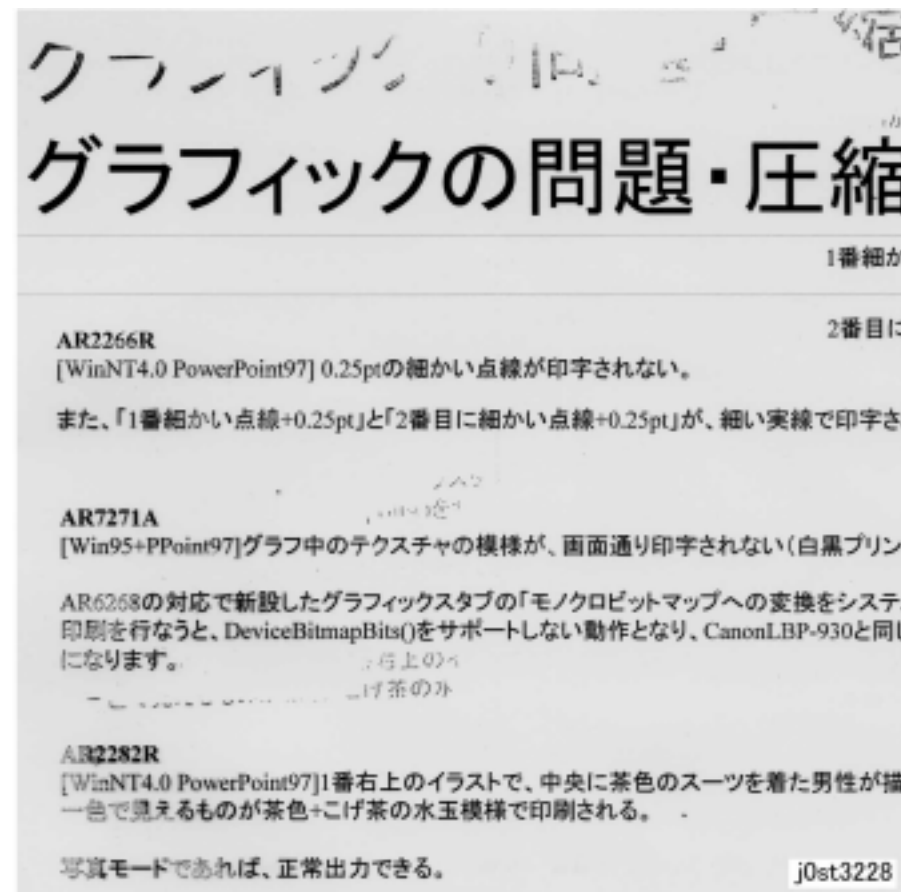 グラフィックの問題・圧縮
1番細か
2番目に
AR2266R
[WinNT4.0 PowerPoint97] 0.25ptの細かい点線が印字されない。
また、「1番細かい点線+0.25pt」と「2番目に細かい点線+0.25pt」が、細い実線で印字さ
AR7271A
[Win95+PPoint97]グラフ中のテクスチャの模様が、画面通り印字されない（白黒プリン
AR6268の対応で新設したグラフィックスタブの「モノクロビットマップへの変換をシステ
印刷を行なうと、DeviceBitmapBits()をサポートしない動作となり、CanonLBP-930と同じ
になります。
右上の
こげ茶の
AR2282R
[WinNT4.0 PowerPoint97]1番右上のイラストで、中央に茶色のスーツを着た男性が描
一色で見えるものが茶色+こげ茶の水玉模様で印刷される。
写真モードであれば、正常出力できる。
j0st3228